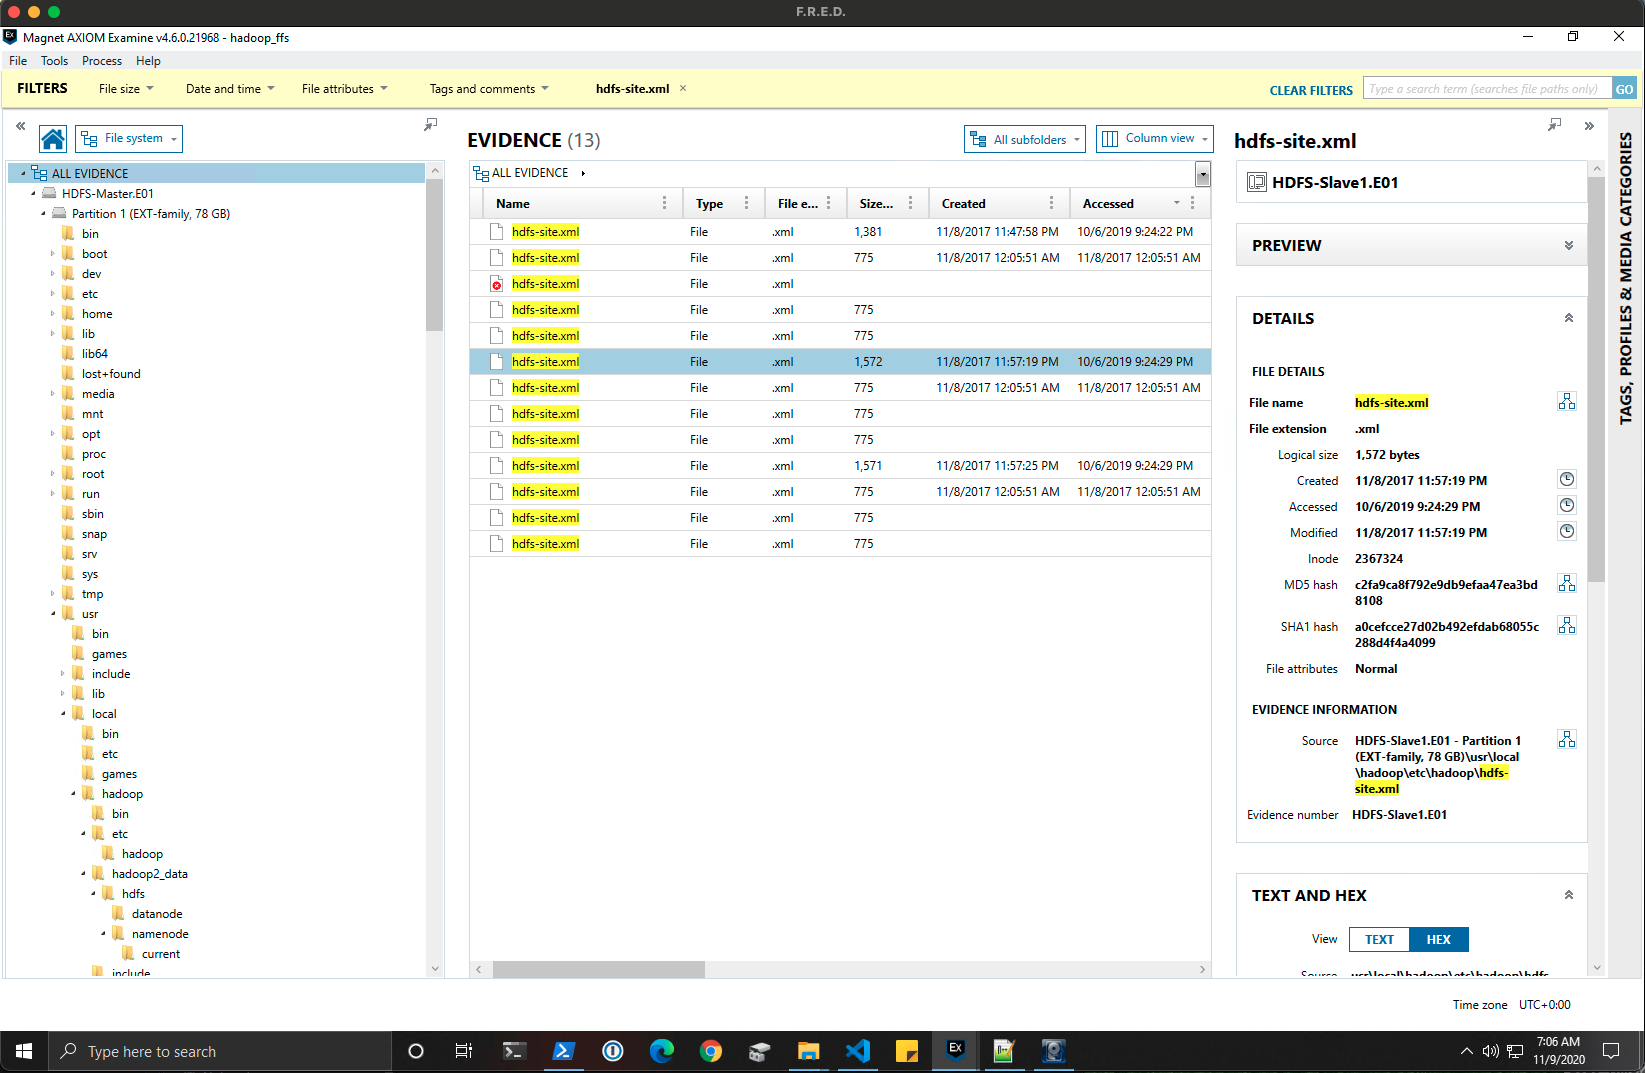 F.R.E.D.
Magnet AXIOM Examine v4.6.0.21968 - hadoop_ffs
File Tools Process Help
FILTERS File size Date and time File attributes Tags and comments hdfs-site.xml × CLEAR FILTERS Type a search term (searches file paths only) GO
File system
ALL EVIDENCE
HDFS-Master.E01
Partition 1 (EXT-family, 78 GB)
bin
boot
dev
etc
home
lib
lib64
lost+found
media
mnt
opt
proc
root
run
sbin
snap
srv
sys
tmp
usr
bin
games
include
lib
local
bin
etc
games
hadoop
bin
etc
hadoop
hadoop2_data
hdfs
datanode
namenode
current
include
EVIDENCE (13) All subfolders Column view
ALL EVIDENCE
Name Type File e... Size... Created Accessed
hdfs-site.xml File .xml 1,381 11/8/2017 11:47:58 PM 10/6/2019 9:24:22 PM
hdfs-site.xml File .xml 775 11/8/2017 12:05:51 AM 11/8/2017 12:05:51 AM
hdfs-site.xml File .xml
hdfs-site.xml File .xml 775
hdfs-site.xml File .xml 775
hdfs-site.xml File .xml 1,572 11/8/2017 11:57:19 PM 10/6/2019 9:24:29 PM
hdfs-site.xml File .xml 775 11/8/2017 12:05:51 AM 11/8/2017 12:05:51 AM
hdfs-site.xml File .xml 775
hdfs-site.xml File .xml 775
hdfs-site.xml File .xml 1,571 11/8/2017 11:57:25 PM 10/6/2019 9:24:29 PM
hdfs-site.xml File .xml 775 11/8/2017 12:05:51 AM 11/8/2017 12:05:51 AM
hdfs-site.xml File .xml 775
hdfs-site.xml File .xml 775
hdfs-site.xml
HDFS-Slave1.E01
PREVIEW
DETAILS
FILE DETAILS
File name hdfs-site.xml
File extension .xml
Logical size 1,572 bytes
Created 11/8/2017 11:57:19 PM
Accessed 10/6/2019 9:24:29 PM
Modified 11/8/2017 11:57:19 PM
Inode 2367324
MD5 hash c2fa9ca8f792e9db9efaa47ea3bd
8108
SHA1 hash a0cefcce27d02b492efdab68055c
288d4f4a4099
File attributes Normal
EVIDENCE INFORMATION
Source HDFS-Slave1.E01 - Partition 1
(EXT-family, 78 GB)\usr\local
\hadoop\etc\hadoop\hdfs-
site.xml
Evidence number HDFS-Slave1.E01
TEXT AND HEX
View TEXT HEX
Source usr\local\hadoop\etc\hadoop\hdfs
TAGS, PROFILES & MEDIA CATEGORIES
Time zone UTC+0:00
Type here to search
EX
7:06 AM
11/9/2020